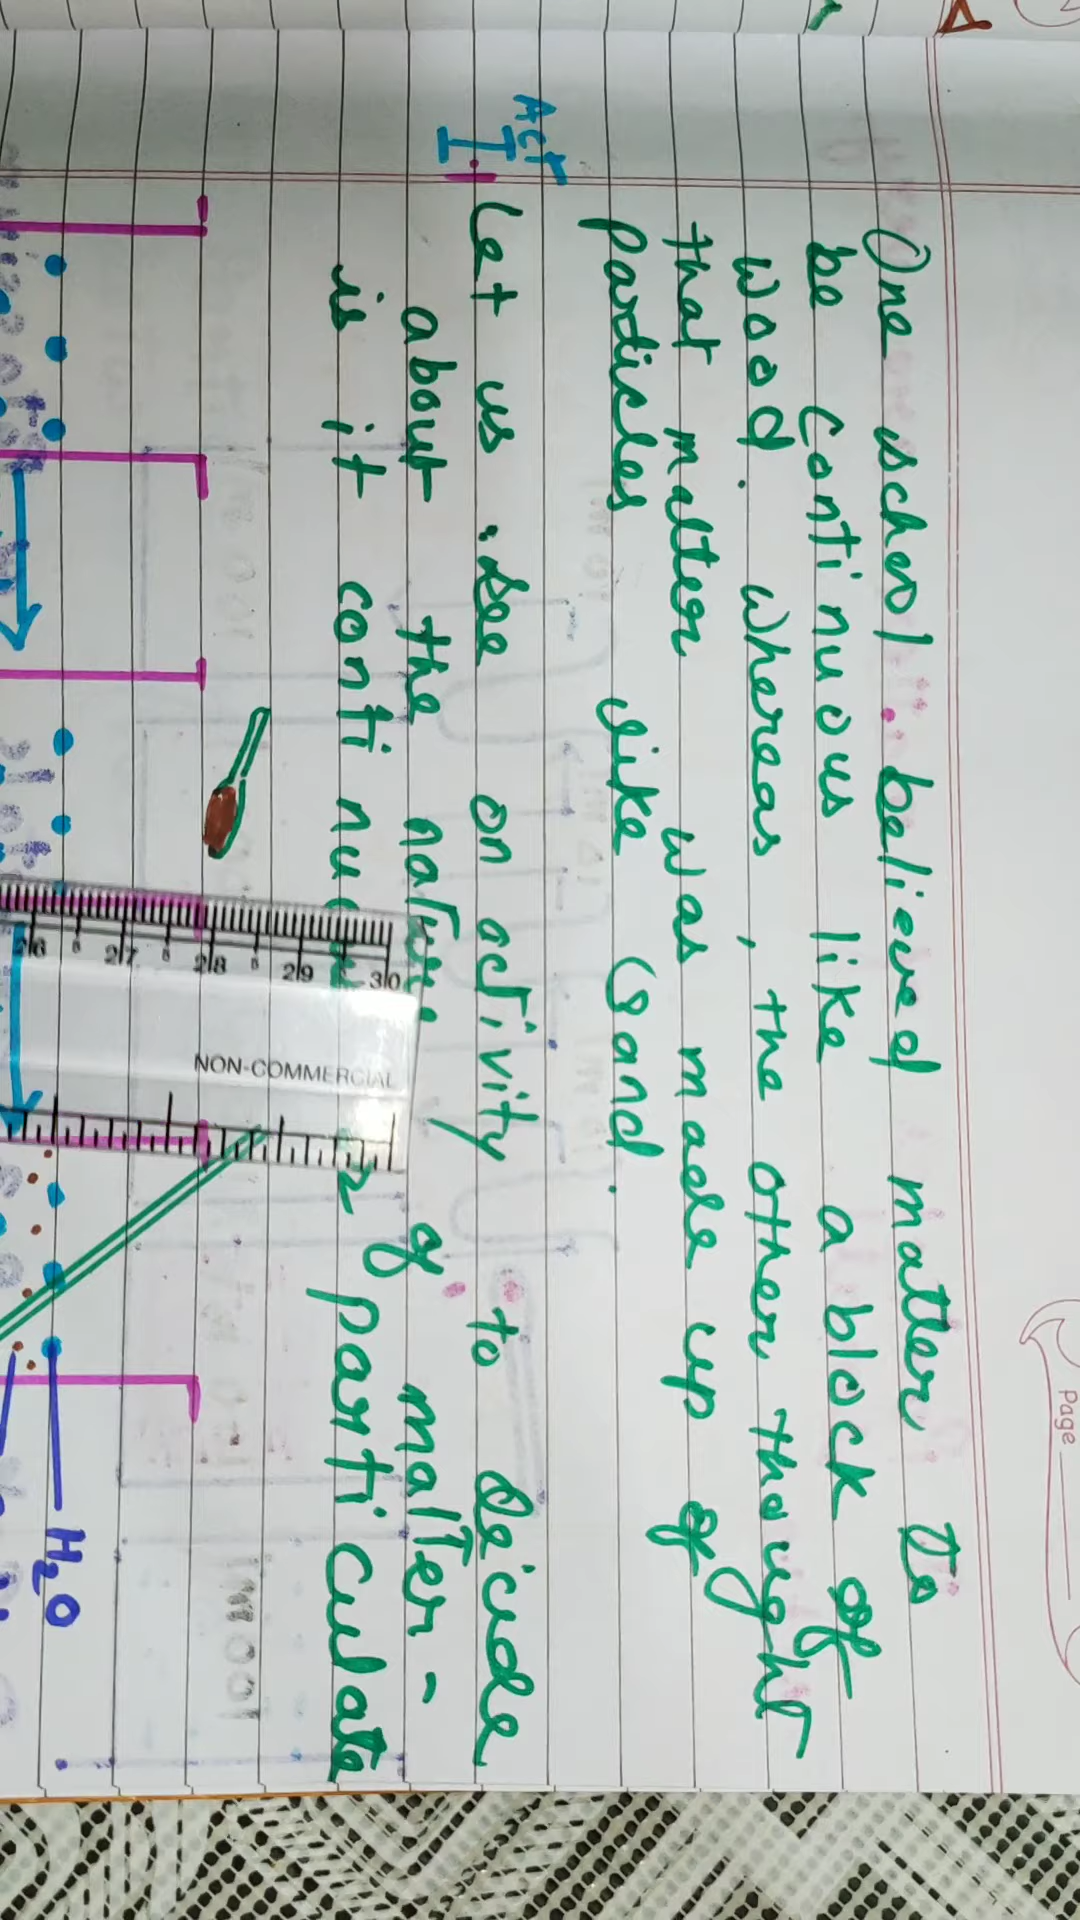 One school believed matter to
be continuous like a block of
wood. whereas, the other thought
that matter was made up of
particles like sand.
Act
I
Let us see on activity to decide
about the nature of matter-
is it conti nu or particulate
26 27 28 29 30
NON-COMMERCIAL
H2O
Page